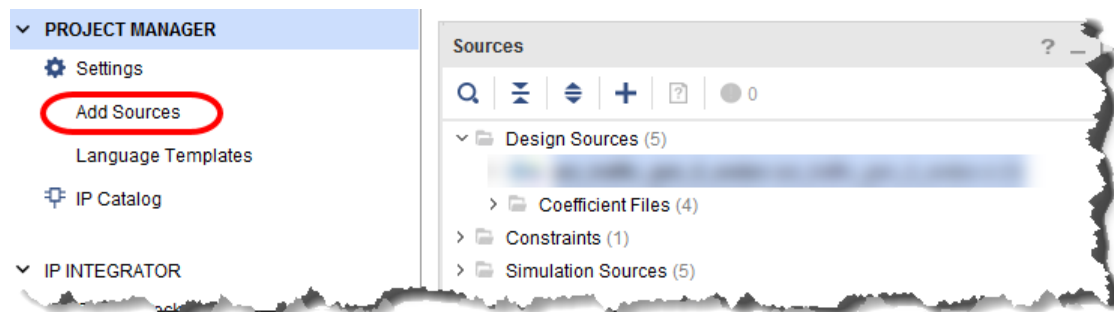 PROJECT MANAGER
Settings
Add Sources
Language Templates
IP Catalog
IP INTEGRATOR
Sources
?
0
Design Sources (5)
Coefficient Files (4)
Constraints (1)
Simulation Sources (5)